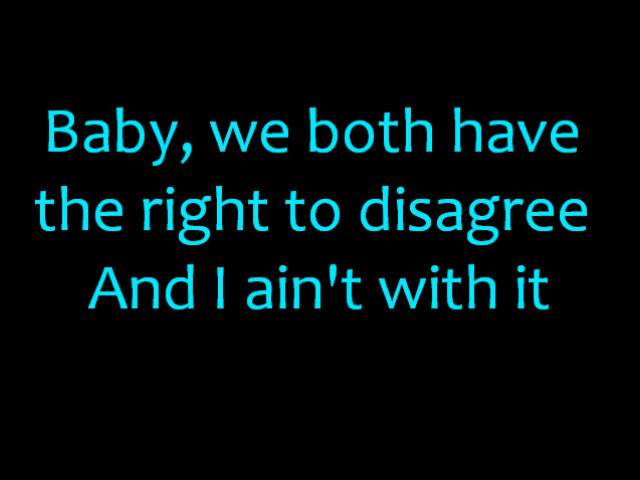 Baby, we both have
the right to disagree
And I ain't with it